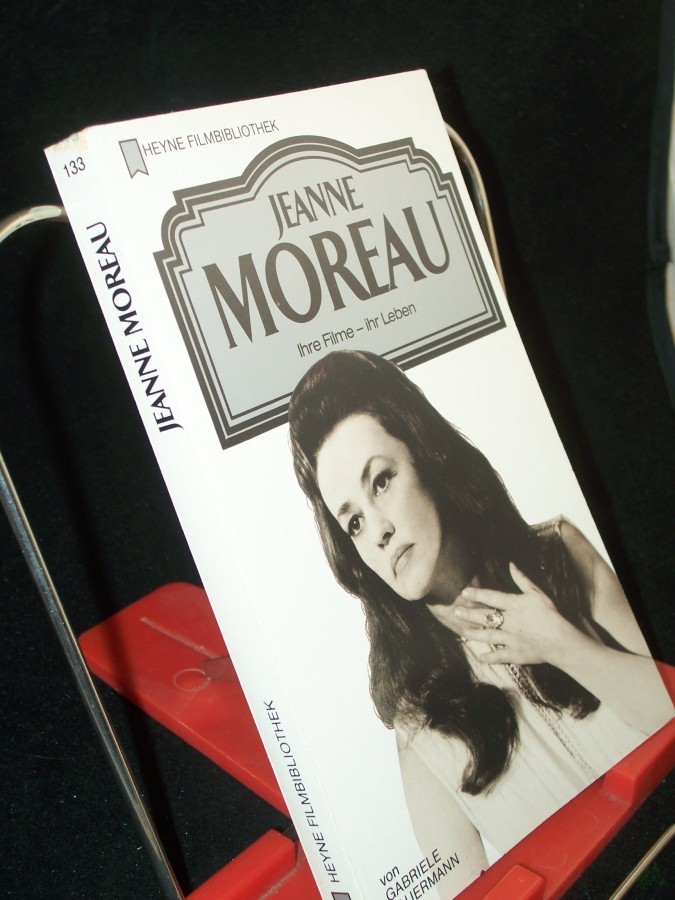 133
JEANNE MOREAU
HEYNE FILMBIBLIOTHEK
HEYNE FILMBIBLIOTHEK
JEANNE
MOREAU
Ihre Filme – ihr Leben
von
GABRIELE